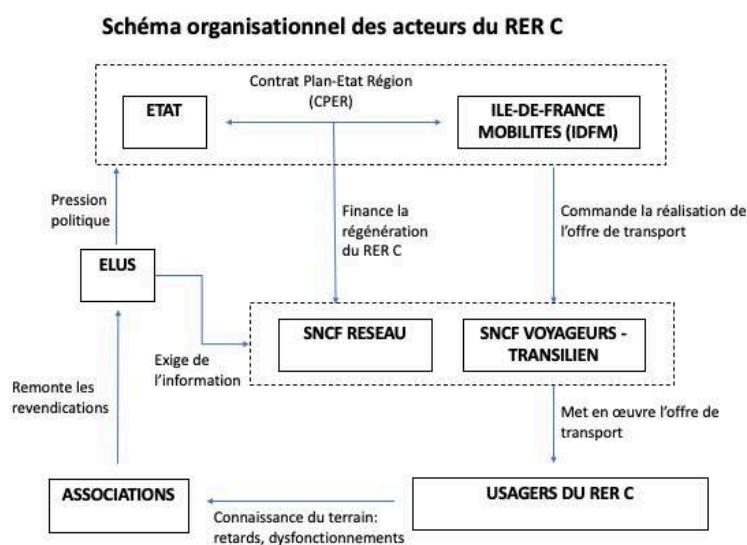 Schéma organisationnel des acteurs du RER C
Contrat Plan-Etat Région
(CPER)
ETAT
ILE-DE-FRANCE
MOBILITES (IDFM)
Pression
politique
Finance la
régénération
du RER C
Commande la réalisation de
l’offre de transport
ELUS
SNCF RESEAU
SNCF VOYAGEURS -
TRANSILIEN
Exige de
l’information
Remonte les
revendications
Met en œuvre l’offre de
transport
ASSOCIATIONS
USAGERS DU RER C
Connaissance du terrain:
retards, dysfonctionnements